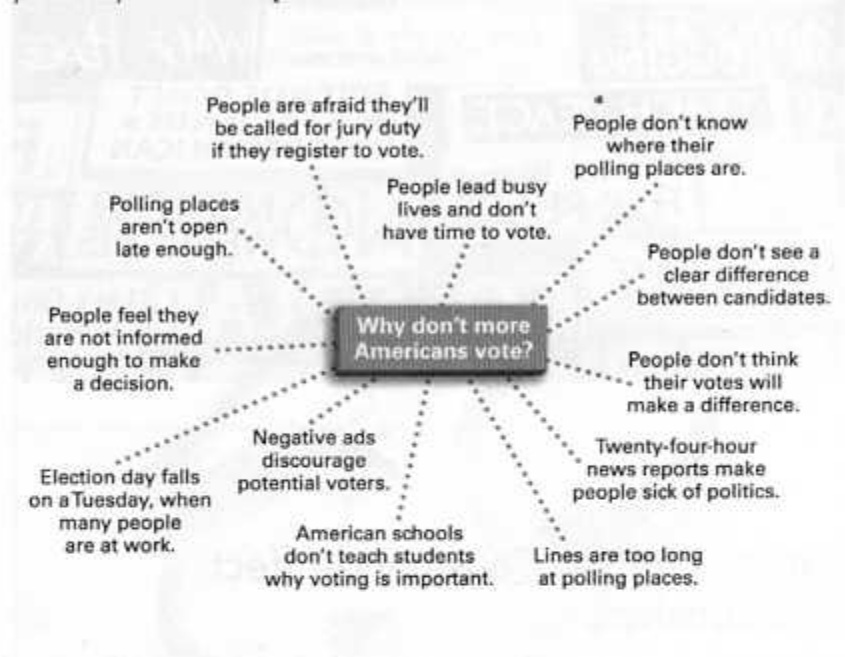 People are afraid they'll
be called for jury duty
if they register to vote.
People don't know
where their
polling places are.
People lead busy
lives and don't
have time to vote.
Polling places
aren't open
late enough.
People don't see a
clear difference
between candidates.
People feel they
are not informed
enough to make
a decision.
Why don't more
Americans vote?
People don't think
their votes will
make a difference.
Negative ads
discourage
potential voters.
Twenty-four-hour
news reports make
people sick of politics.
Election day falls
on a Tuesday, when
many people
are at work.
American schools
don't teach students
why voting is important.
Lines are too long
at polling places.